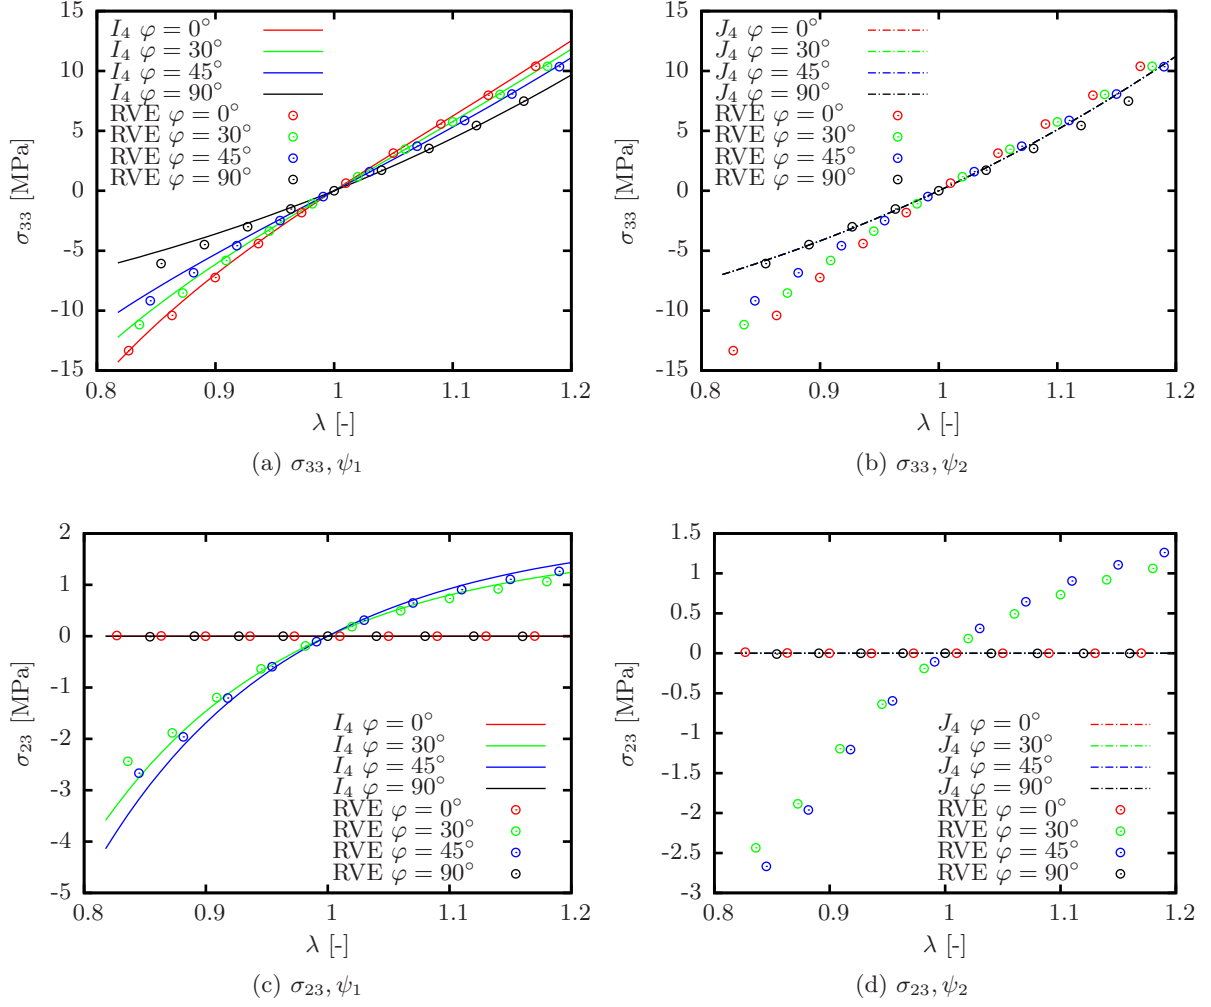 15
10
5
0
-5
-10
-15
0.8
0.9
1
1.1
1.2
σ33 [MPa]
λ [-]
I4 φ = 0°
I4 φ = 30°
I4 φ = 45°
I4 φ = 90°
RVE φ = 0°
RVE φ = 30°
RVE φ = 45°
RVE φ = 90°
(a) σ33, ψ1
15
10
5
0
-5
-10
-15
0.8
0.9
1
1.1
1.2
σ33 [MPa]
λ [-]
J4 φ = 0°
J4 φ = 30°
J4 φ = 45°
J4 φ = 90°
RVE φ = 0°
RVE φ = 30°
RVE φ = 45°
RVE φ = 90°
(b) σ33, ψ2
2
1
0
-1
-2
-3
-4
-5
0.8
0.9
1
1.1
1.2
σ23 [MPa]
λ [-]
I4 φ = 0°
I4 φ = 30°
I4 φ = 45°
I4 φ = 90°
RVE φ = 0°
RVE φ = 30°
RVE φ = 45°
RVE φ = 90°
(c) σ23, ψ1
1.5
1
0.5
0
-0.5
-1
-1.5
-2
-2.5
-3
0.8
0.9
1
1.1
1.2
σ23 [MPa]
λ [-]
J4 φ = 0°
J4 φ = 30°
J4 φ = 45°
J4 φ = 90°
RVE φ = 0°
RVE φ = 30°
RVE φ = 45°
RVE φ = 90°
(d) σ23, ψ2